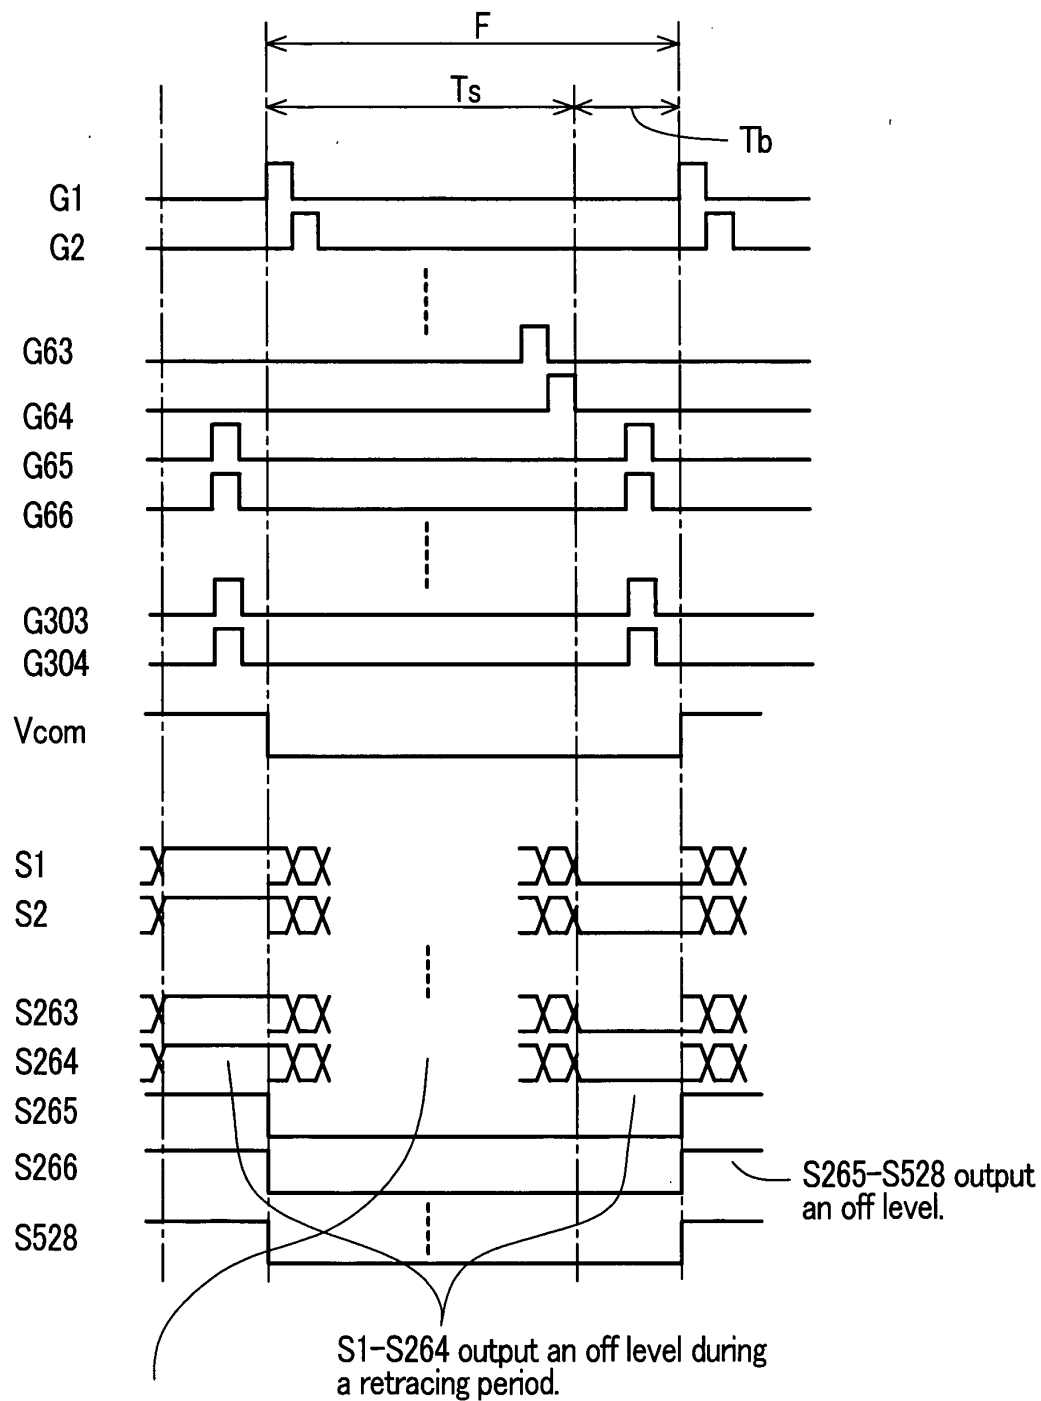 F
Ts
Tb
G1
G2
G63
G64
G65
G66
G303
G304
Vcom
S1
S2
S263
S264
S265
S266
S265-S528 output
an off level.
S528
S1-S264 output an off level during
a retracing period.